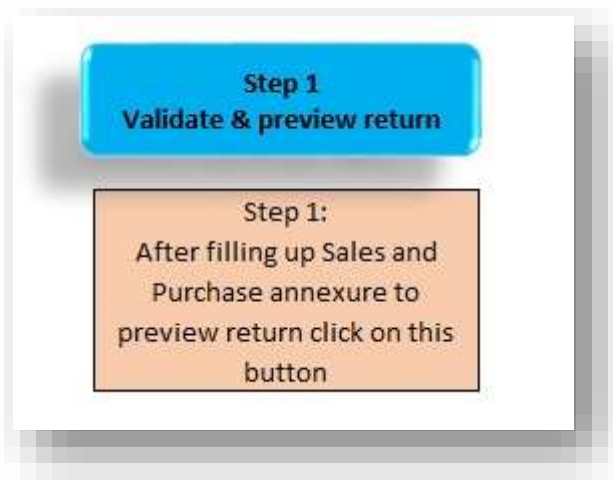 Step 1
Validate & preview return
Step 1:
After filling up Sales and
Purchase annexure to
preview return click on this
button